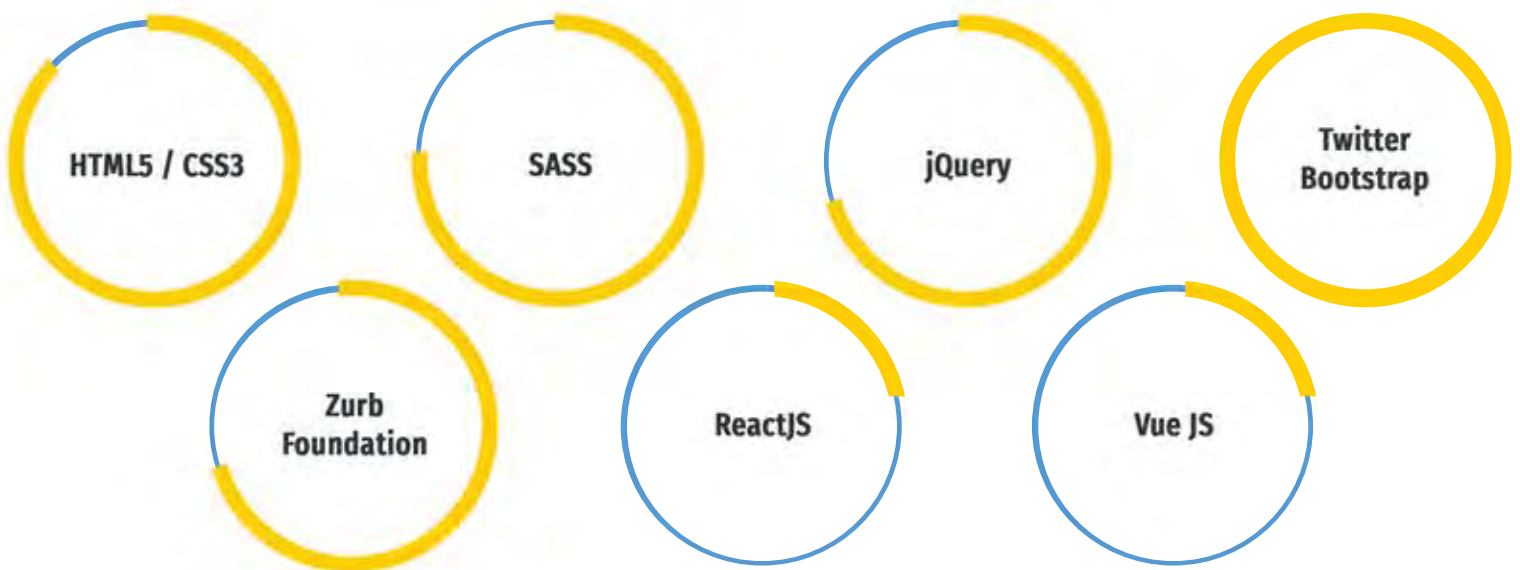 HTML5 / CSS3
SASS
jQuery
Twitter
Bootstrap
Zurb
Foundation
ReactJS
Vue JS